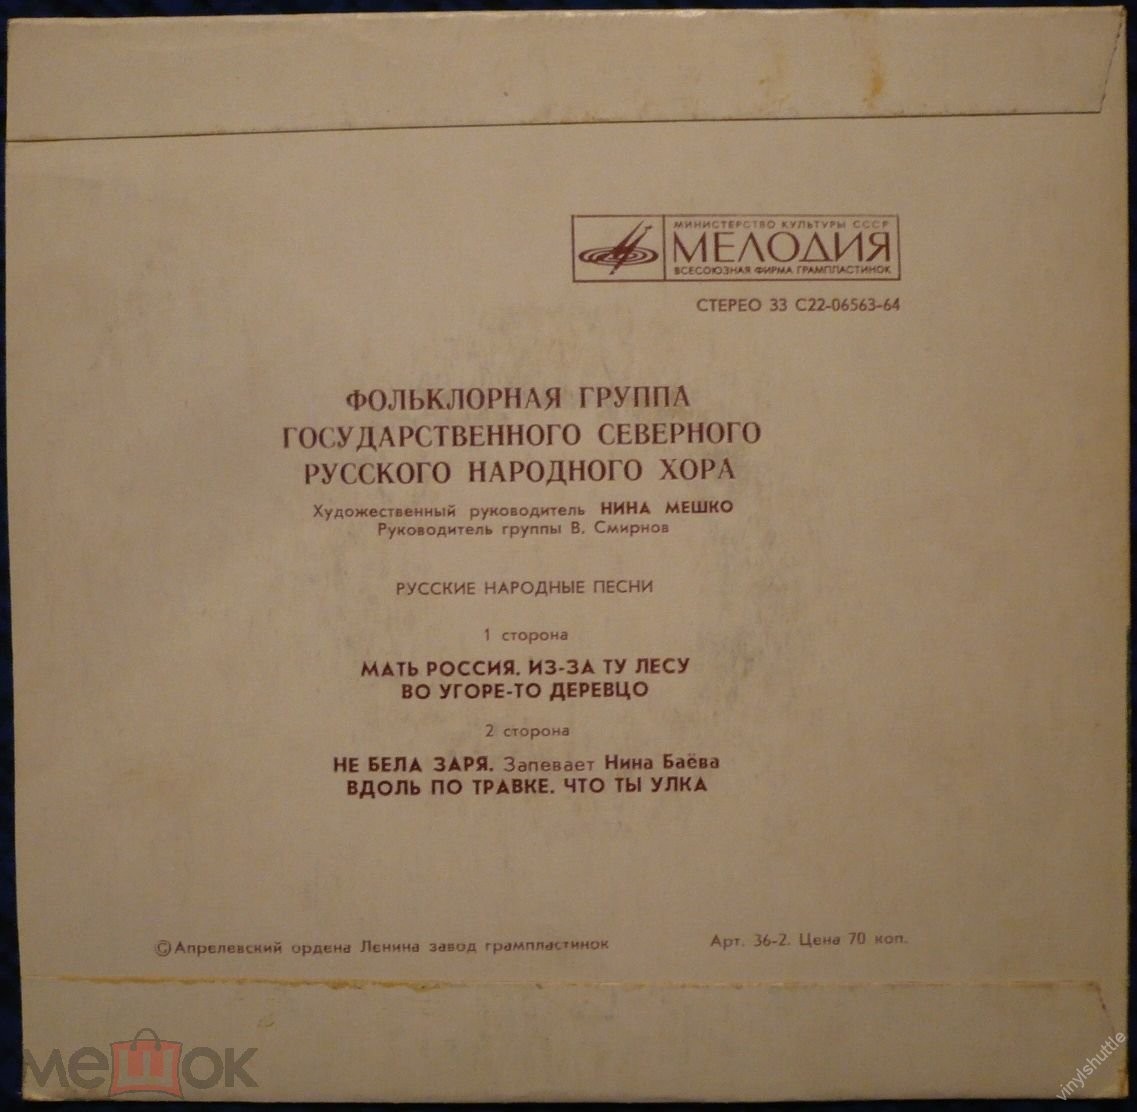 МИНИСТЕРСТВО КУЛЬТУРЫ СССР
МЕЛОДИЯ
ВСЕСОЮЗНАЯ ФИРМА ГРАМПЛАСТИНОК
СТЕРЕО 33 С22-06563-64
ФОЛЬКЛОРНАЯ ГРУППА
ГОСУДАРСТВЕННОГО СЕВЕРНОГО
РУССКОГО НАРОДНОГО ХОРА
Художественный руководитель НИНА МЕШКО
Руководитель группы В. Смирнов
РУССКИЕ НАРОДНЫЕ ПЕСНИ
1 сторона
МАТЬ РОССИЯ. ИЗ-ЗА ТУ ЛЕСУ
ВО УГОРЕ-ТО ДЕРЕВЦО
2 сторона
НЕ БЕЛА ЗАРЯ. Запевает Нина Баёва
ВДОЛЬ ПО ТРАВКЕ. ЧТО ТЫ УЛКА
©Апрелевский ордена Ленина завод грампластинок
Арт. 36-2. Цена 70 коп.
мешок
vinylshuttle